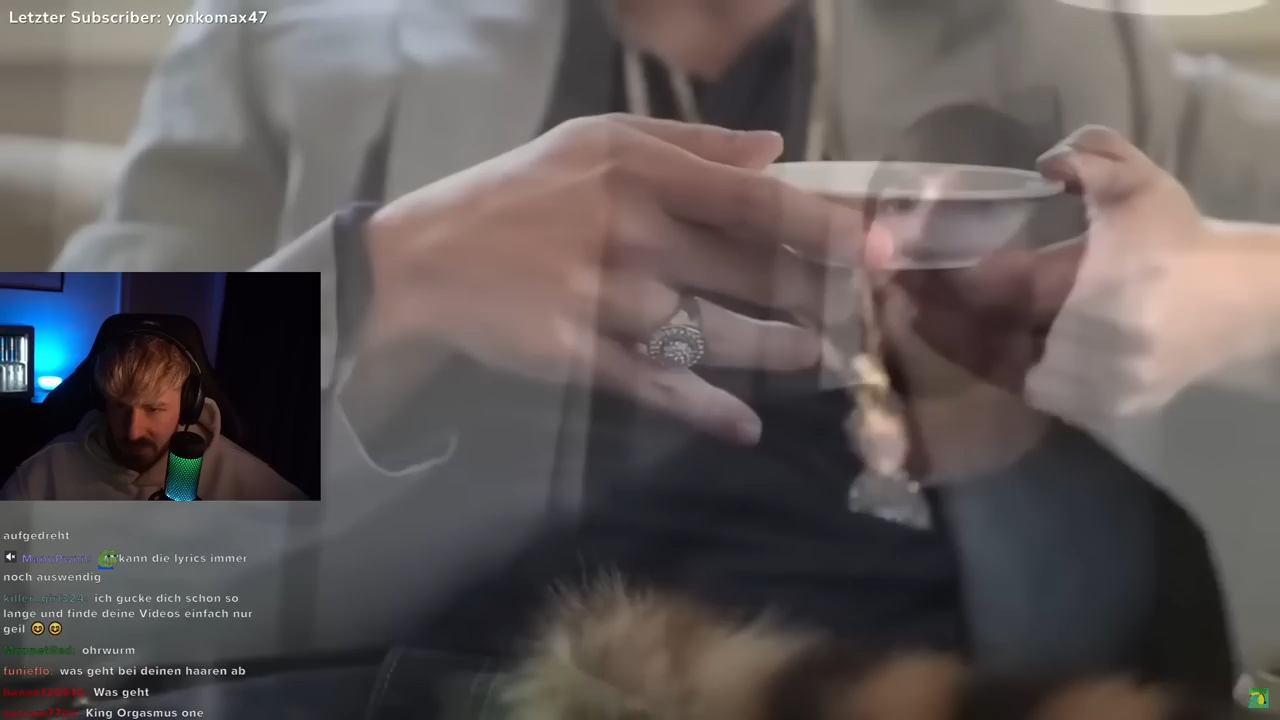 Letzter Subscriber: yonkomax47
aufgedreht
kann die lyrics immer
noch auswendig
ich gucke dich schon so
lange und finde deine Videos einfach nur
geil
ohrwurm
funieflo: was geht bei deinen haaren ab
Was geht
King Orgasmus one